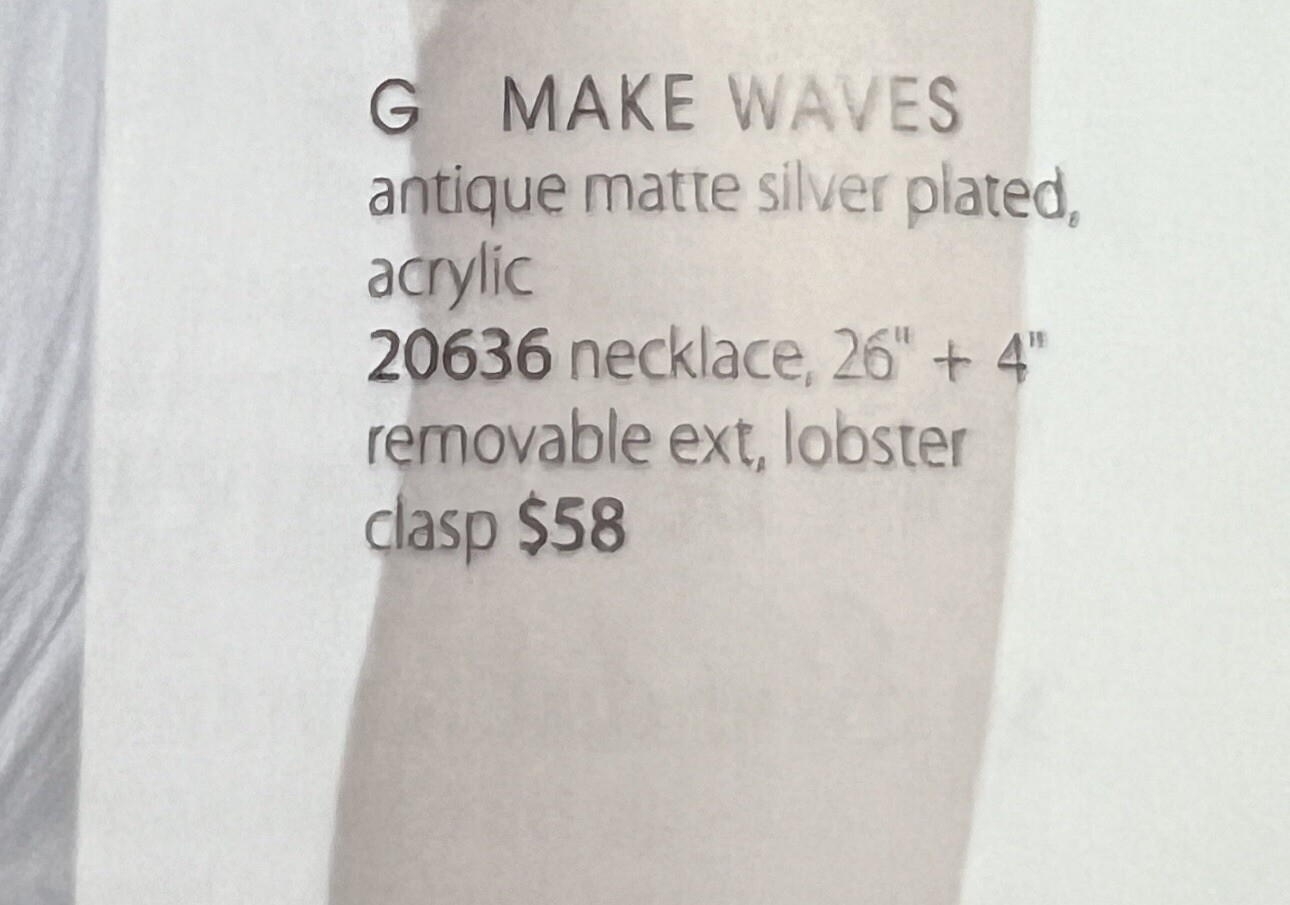 G MAKE WAVES
antique matte silver plated,
acrylic
20636 necklace, 26" + 4"
removable ext, lobster
clasp $58